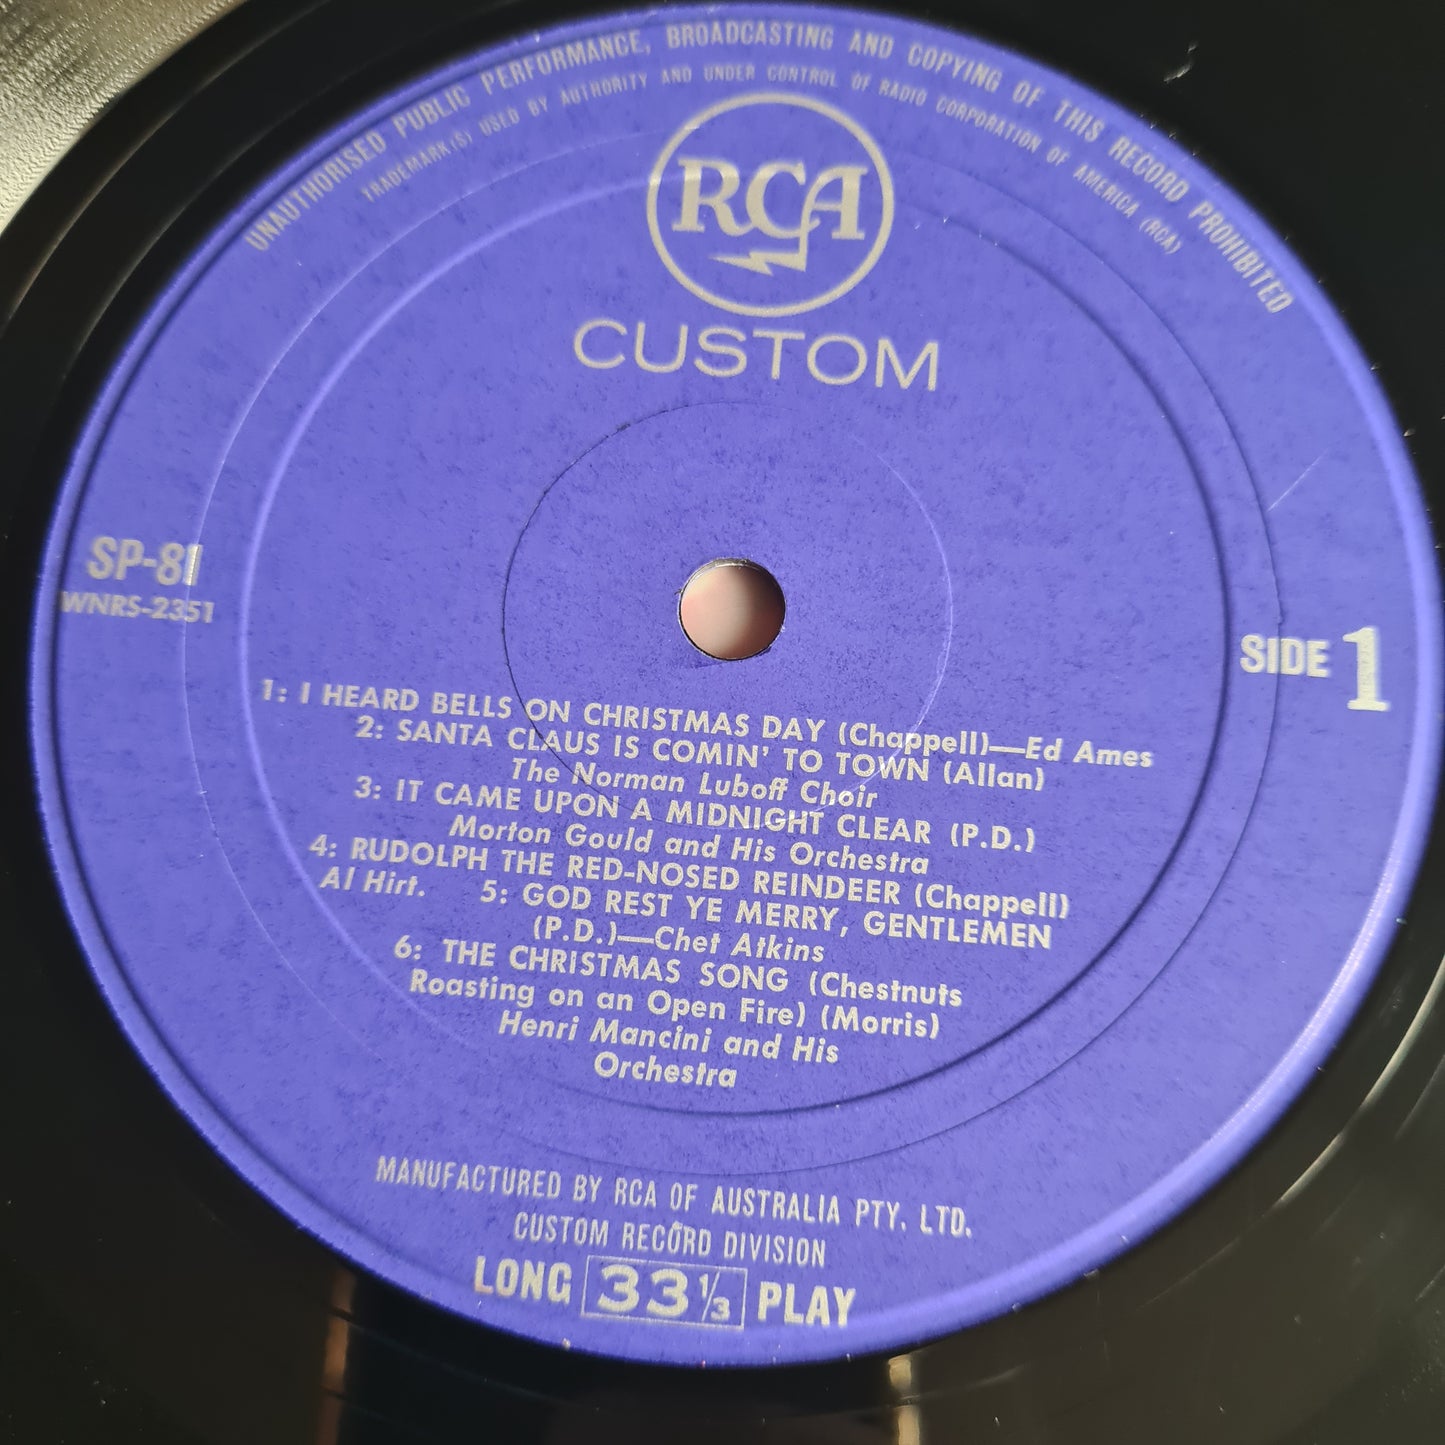 UNAUTHORISED PUBLIC PERFORMANCE, BROADCASTING AND COPYING OF THIS RECORD PROHIBITED
TRADEMARK(S) USED BY AUTHORITY AND UNDER CONTROL OF RADIO CORPORATION OF AMERICA (RCA)
RCA
CUSTOM
SP-81
WNRS-2351
SIDE 1
1: I HEARD BELLS ON CHRISTMAS DAY (Chappell)—Ed Ames
2: SANTA CLAUS IS COMIN' TO TOWN (Allan)
The Norman Luboff Choir
3: IT CAME UPON A MIDNIGHT CLEAR (P.D.)
Morton Gould and His Orchestra
4: RUDOLPH THE RED-NOSED REINDEER (Chappell)
Al Hirt. 5: GOD REST YE MERRY, GENTLEMEN
(P.D.)—Chet Atkins
6: THE CHRISTMAS SONG (Chestnuts
Roasting on an Open Fire) (Morris)
Henri Mancini and His
Orchestra
MANUFACTURED BY RCA OF AUSTRALIA PTY. LTD.
CUSTOM RECORD DIVISION
LONG 33 1/3 PLAY